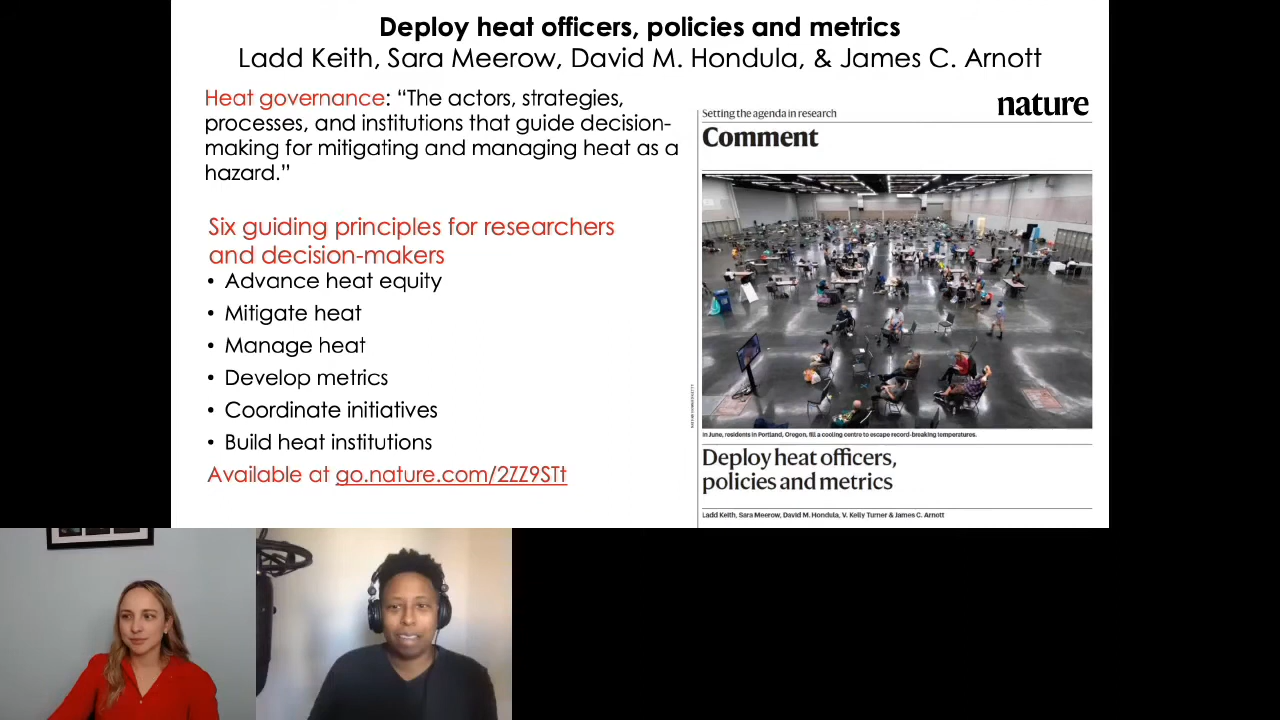 Deploy heat officers, policies and metrics
Ladd Keith, Sara Meerow, David M. Hondula, & James C. Arnott
Heat governance: “The actors, strategies,
processes, and institutions that guide decision-
making for mitigating and managing heat as a
hazard.”
Six guiding principles for researchers
and decision-makers
• Advance heat equity
• Mitigate heat
• Manage heat
• Develop metrics
• Coordinate initiatives
• Build heat institutions
Available at go.nature.com/2ZZ9STt
nature
Setting the agenda in research
Comment
In June, residents in Portland, Oregon, fill a cooling centre to escape record-breaking temperatures.
Deploy heat officers,
policies and metrics
Ladd Keith, Sara Meerow, David M. Hondula, V. Kelly Turner & James C. Arnott